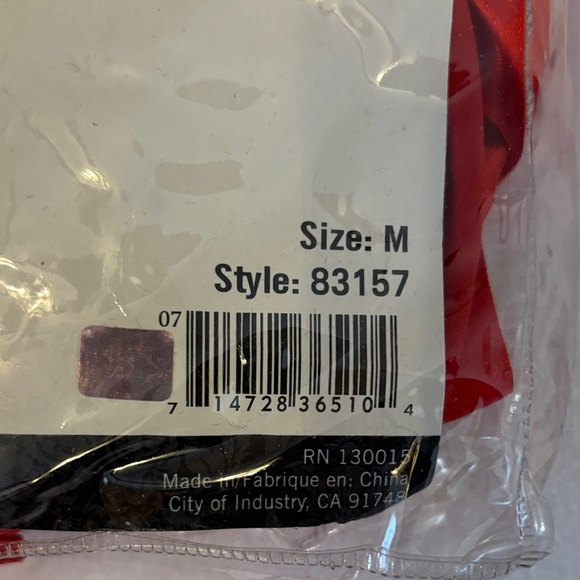 Size: M
Style: 83157
07
7 14728 36510 4
RN 130015
Made in/Fabrique en: China
City of Industry, CA 91748